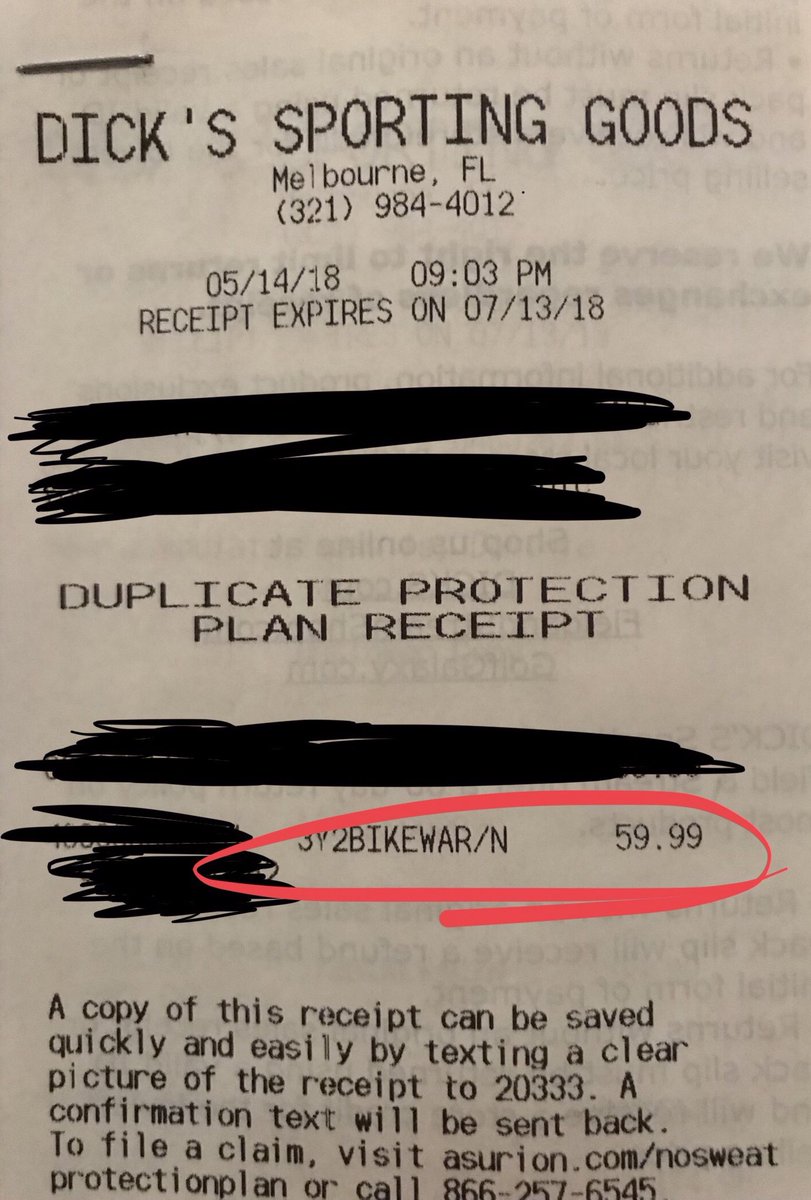 DICK'S SPORTING GOODS
Melbourne, FL
(321) 984-4012
05/14/18 09:03 PM
RECEIPT EXPIRES ON 07/13/18
DUPLICATE PROTECTION
PLAN RECEIPT
3Y2BIKEWAR/N 59.99
A copy of this receipt can be saved
quickly and easily by texting a clear
picture of the receipt to 20333. A
confirmation text will be sent back.
To file a claim, visit asurion.com/nosweat
protectionplan or call 866-257-6545.